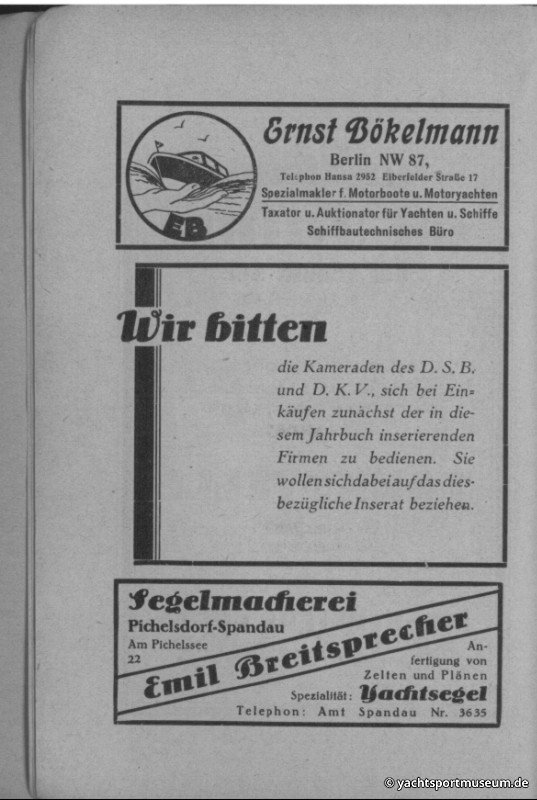 Ernst Bökelmann
Berlin NW 87,
Telephon Hansa 2952 Elberfelder Straße 17
Spezialmakler f. Motorboote u. Motoryachten
Taxator u. Auktionator für Yachten u. Schiffe
Schiffbautechnisches Büro
EB
Wir bitten
die Kameraden des D. S. B.
und D. K. V., sich bei Ein=
käufen zunächst der in die-
sem Jahrbuch inserierenden
Firmen zu bedienen. Sie
wollen sich dabei auf das dies-
bezügliche Inserat beziehen.
Segelmacherei
Pichelsdorf-Spandau
Am Pichelssee
22
Emil Breitsprecher
An-
fertigung von
Zelten und Plänen
Spezialität: Yachtsegel
Telephon: Amt Spandau Nr. 3635
© yachtsportmuseum.de